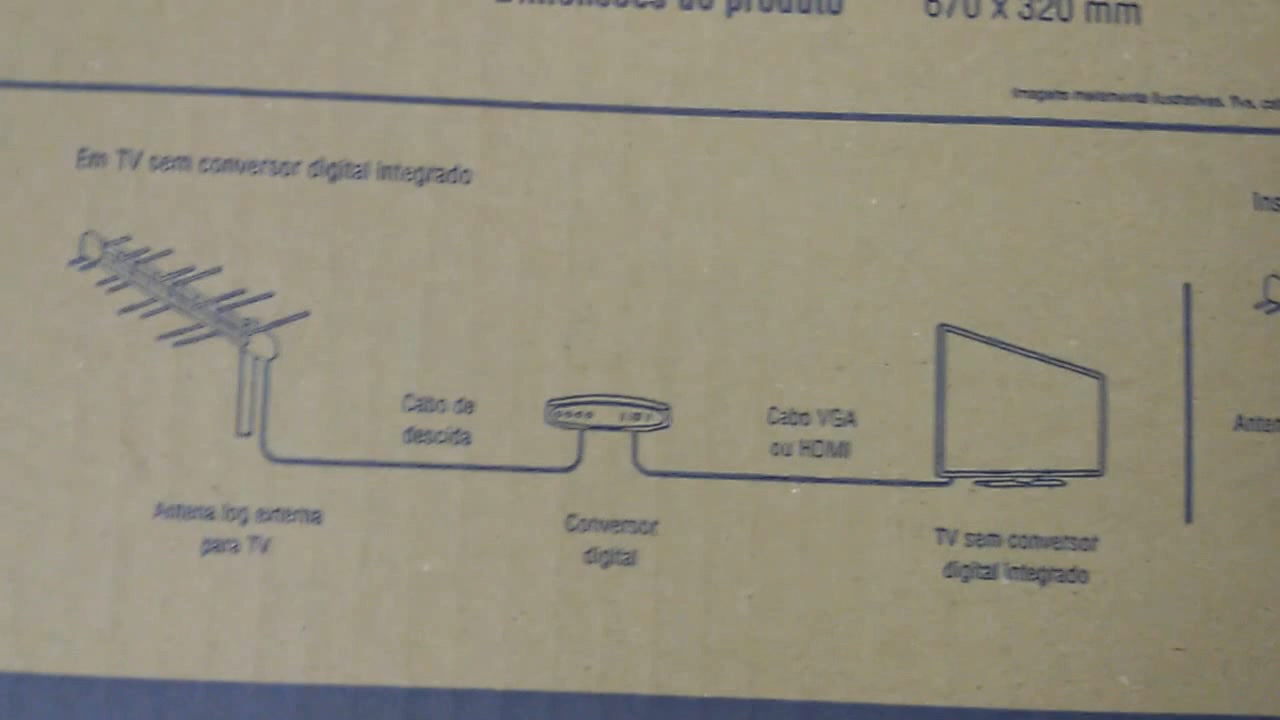 Dimensões do produto 670 x 320 mm
Imagens meramente ilustrativas.
Em TV sem conversor digital integrado
Cabo de
descida
Cabo VGA
ou HDMI
Antena log externa
para TV
Conversor
digital
TV sem conversor
digital integrado